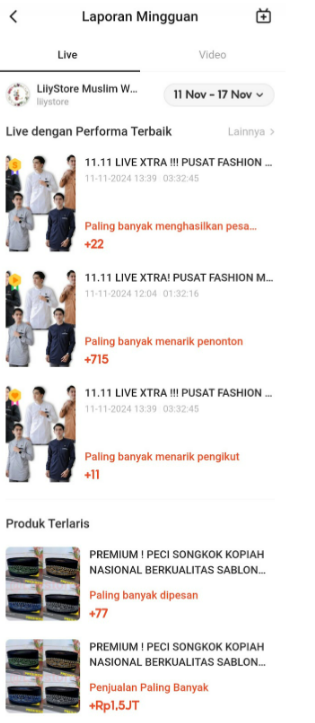 Laporan Mingguan
Live
Video
LiiyStore Muslim W...
liiystore
11 Nov - 17 Nov
Live dengan Performa Terbaik
Lainnya >
11.11 LIVE XTRA !!! PUSAT FASHION ...
11-11-2024 13:39 03:32:45
Paling banyak menghasilkan pesa...
+22
11.11 LIVE XTRA! PUSAT FASHION M...
11-11-2024 12:04 01:32:16
Paling banyak menarik penonton
+715
11.11 LIVE XTRA !!! PUSAT FASHION ...
11-11-2024 13:39 03:32:45
Paling banyak menarik pengikut
+11
Produk Terlaris
PREMIUM ! PECI SONGKOK KOPIAH
NASIONAL BERKUALITAS SABLON...
Paling banyak dipesan
+77
PREMIUM ! PECI SONGKOK KOPIAH
NASIONAL BERKUALITAS SABLON...
Penjualan Paling Banyak
+Rp1,5JT